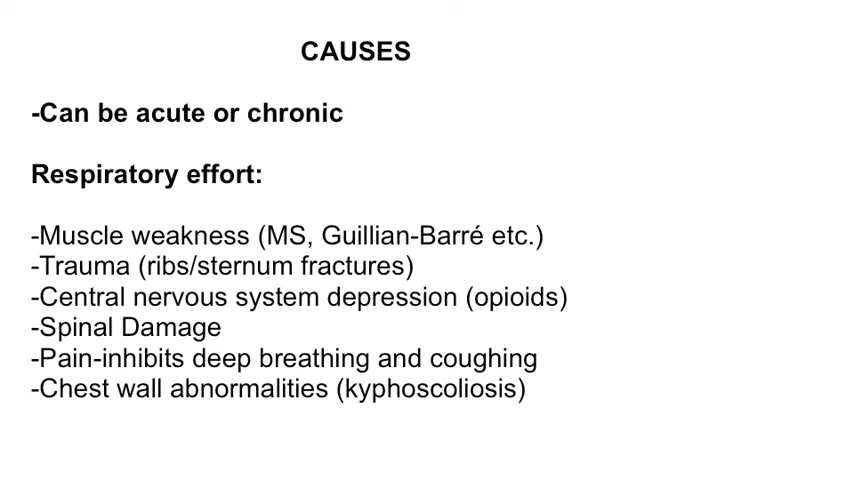 CAUSES
-Can be acute or chronic
Respiratory effort:
-Muscle weakness (MS, Guillian-Barré etc.)
-Trauma (ribs/sternum fractures)
-Central nervous system depression (opioids)
-Spinal Damage
-Pain-inhibits deep breathing and coughing
-Chest wall abnormalities (kyphoscoliosis)